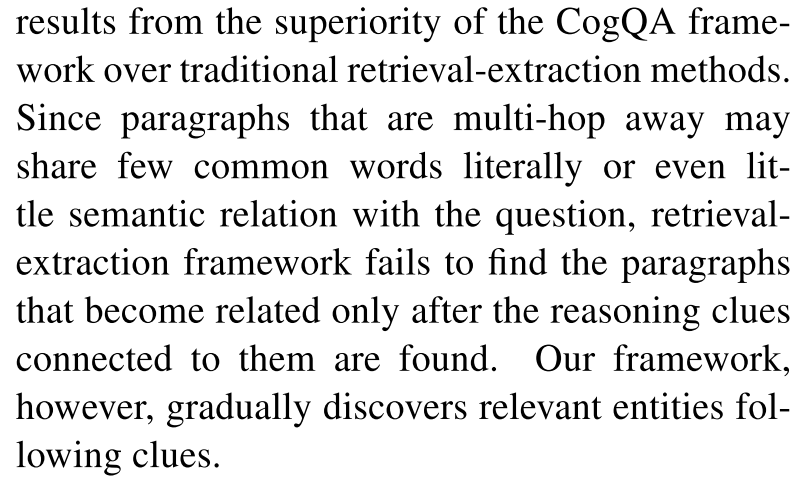 results from the superiority of the CogQA frame-
work over traditional retrieval-extraction methods.
Since paragraphs that are multi-hop away may
share few common words literally or even lit-
tle semantic relation with the question, retrieval-
extraction framework fails to find the paragraphs
that become related only after the reasoning clues
connected to them are found. Our framework,
however, gradually discovers relevant entities fol-
lowing clues.